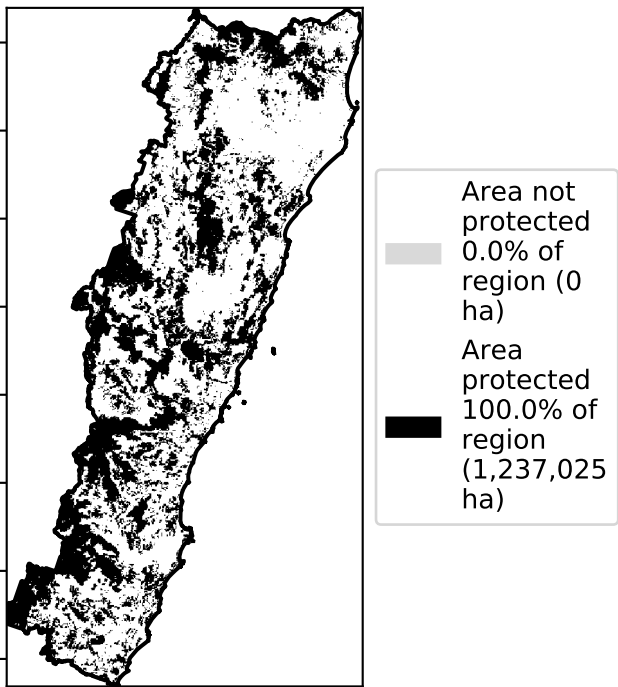 Area not
protected
0.0% of
region (0
ha)
Area
protected
100.0% of
region
(1,237,025
ha)